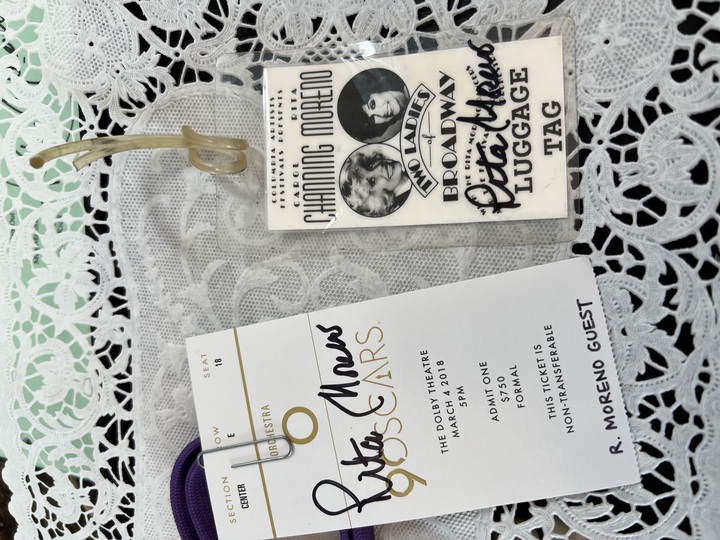 COLUMBIA ARTISTS
FESTIVALS PRESENTS
CAROL RITA
CHANNING MORENO
TWO LADIES
of
BROADWAY
Rita Moreno
LUGGAGE
TAG
SECTION ROW SEAT
CENTER E 18
ORCHESTRA
Rita Moreno
90
OSCARS.
THE DOLBY THEATRE
MARCH 4 2018
5PM
ADMIT ONE
$750
FORMAL
THIS TICKET IS
NON-TRANSFERABLE
R. MORENO GUEST